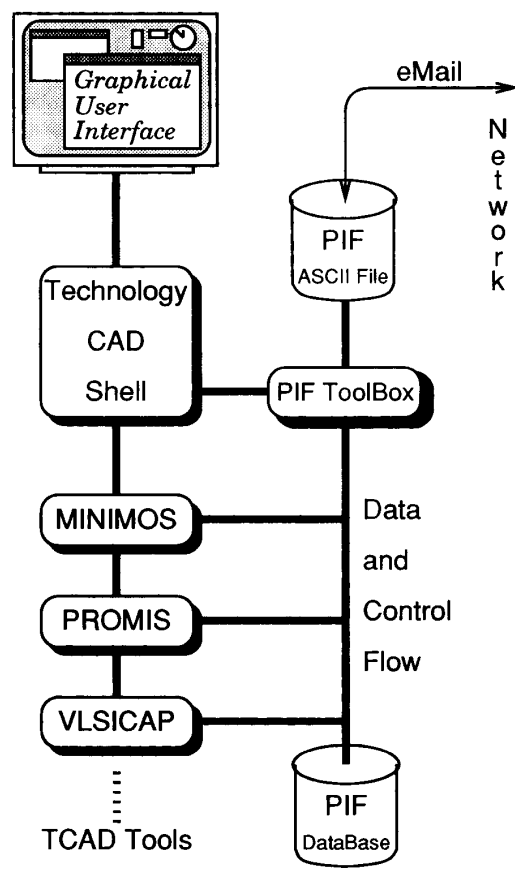 Graphical
User
Interface
eMail
Network
PIF
ASCII File
Technology
CAD
Shell
PIF ToolBox
MINIMOS
Data
and
PROMIS
Control
Flow
VLSICAP
PIF
DataBase
TCAD Tools